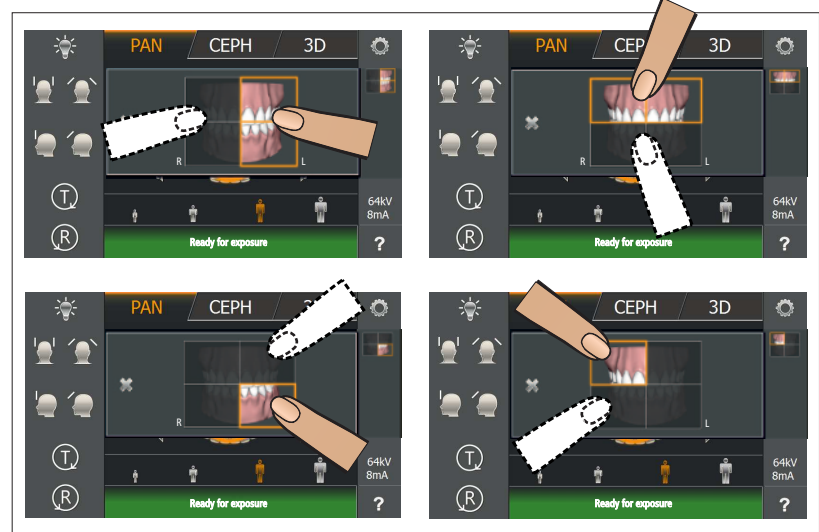 PAN CEPH 3D
R L
64kV
8mA
T
R
Ready for exposure
?
PAN CEP 3D
R L
64kV
8mA
T
R
Ready for exposure
?
PAN CEPH
R
64kV
8mA
T
R
Ready for exposure
?
CEPH 3D
L
64kV
8mA
T
R
Ready for exposure
?